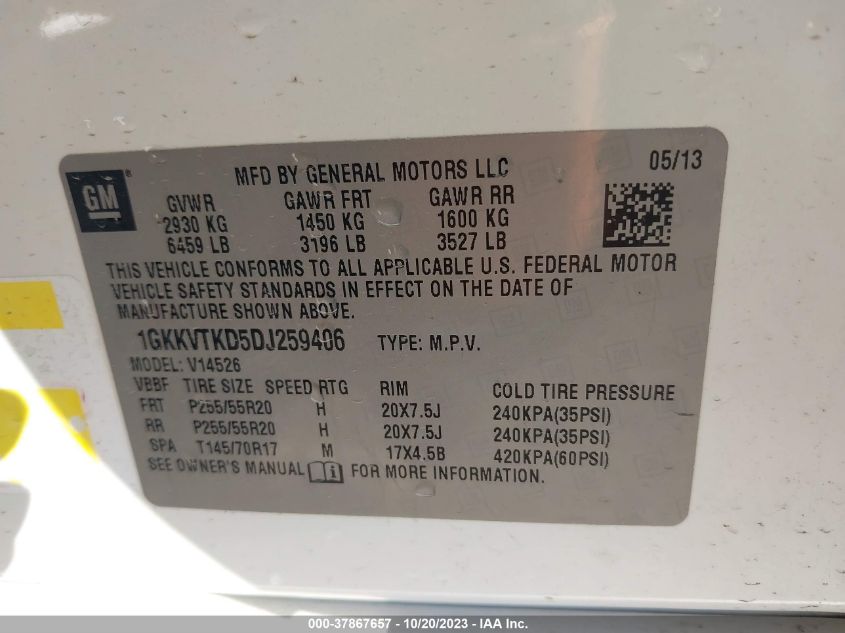 MFD BY GENERAL MOTORS LLC 05/13
GM®
GVWR GAWR FRT GAWR RR
2930 KG 1450 KG 1600 KG
6459 LB 3196 LB 3527 LB
THIS VEHICLE CONFORMS TO ALL APPLICABLE U.S. FEDERAL MOTOR
VEHICLE SAFETY STANDARDS IN EFFECT ON THE DATE OF
MANUFACTURE SHOWN ABOVE.
1GKKVTKD5DJ259406 TYPE: M.P.V.
MODEL: V14526
VBBF TIRE SIZE SPEED RTG RIM COLD TIRE PRESSURE
FRT P255/55R20 H 20X7.5J 240KPA(35PSI)
RR P255/55R20 H 20X7.5J 240KPA(35PSI)
SPA T145/70R17 M 17X4.5B 420KPA(60PSI)
SEE OWNER'S MANUAL FOR MORE INFORMATION.
000-37867657 - 10/20/2023 - IAA Inc.